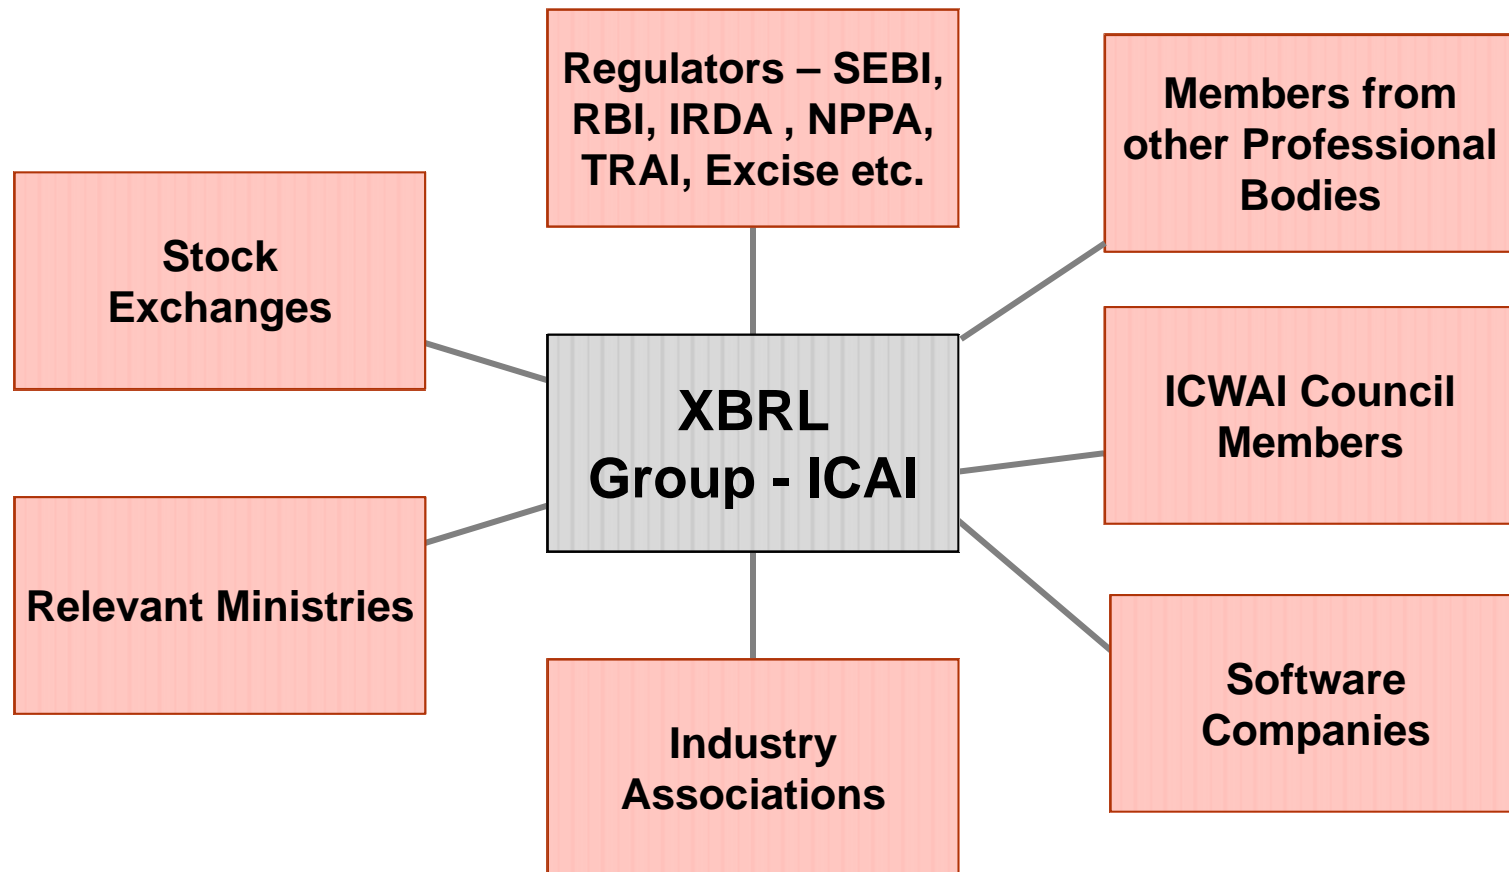 Regulators – SEBI,
RBI, IRDA , NPPA,
TRAI, Excise etc.
Members from
other Professional
Bodies
Stock
Exchanges
XBRL
Group - ICAI
ICWAI Council
Members
Relevant Ministries
Industry
Associations
Software
Companies